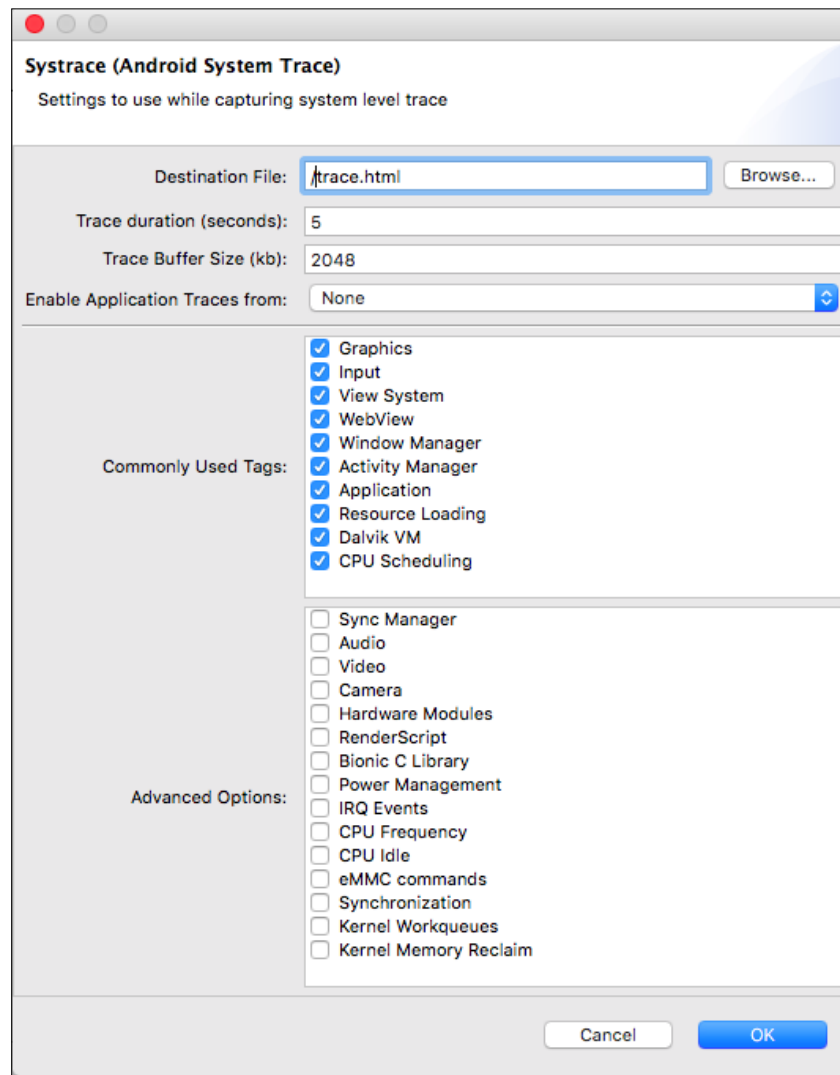 Systrace (Android System Trace)
Settings to use while capturing system level trace
Destination File: /trace.html Browse...
Trace duration (seconds): 5
Trace Buffer Size (kb): 2048
Enable Application Traces from: None
Commonly Used Tags:
Graphics
Input
View System
WebView
Window Manager
Activity Manager
Application
Resource Loading
Dalvik VM
CPU Scheduling
Advanced Options:
Sync Manager
Audio
Video
Camera
Hardware Modules
RenderScript
Bionic C Library
Power Management
IRQ Events
CPU Frequency
CPU Idle
eMMC commands
Synchronization
Kernel Workqueues
Kernel Memory Reclaim
Cancel OK